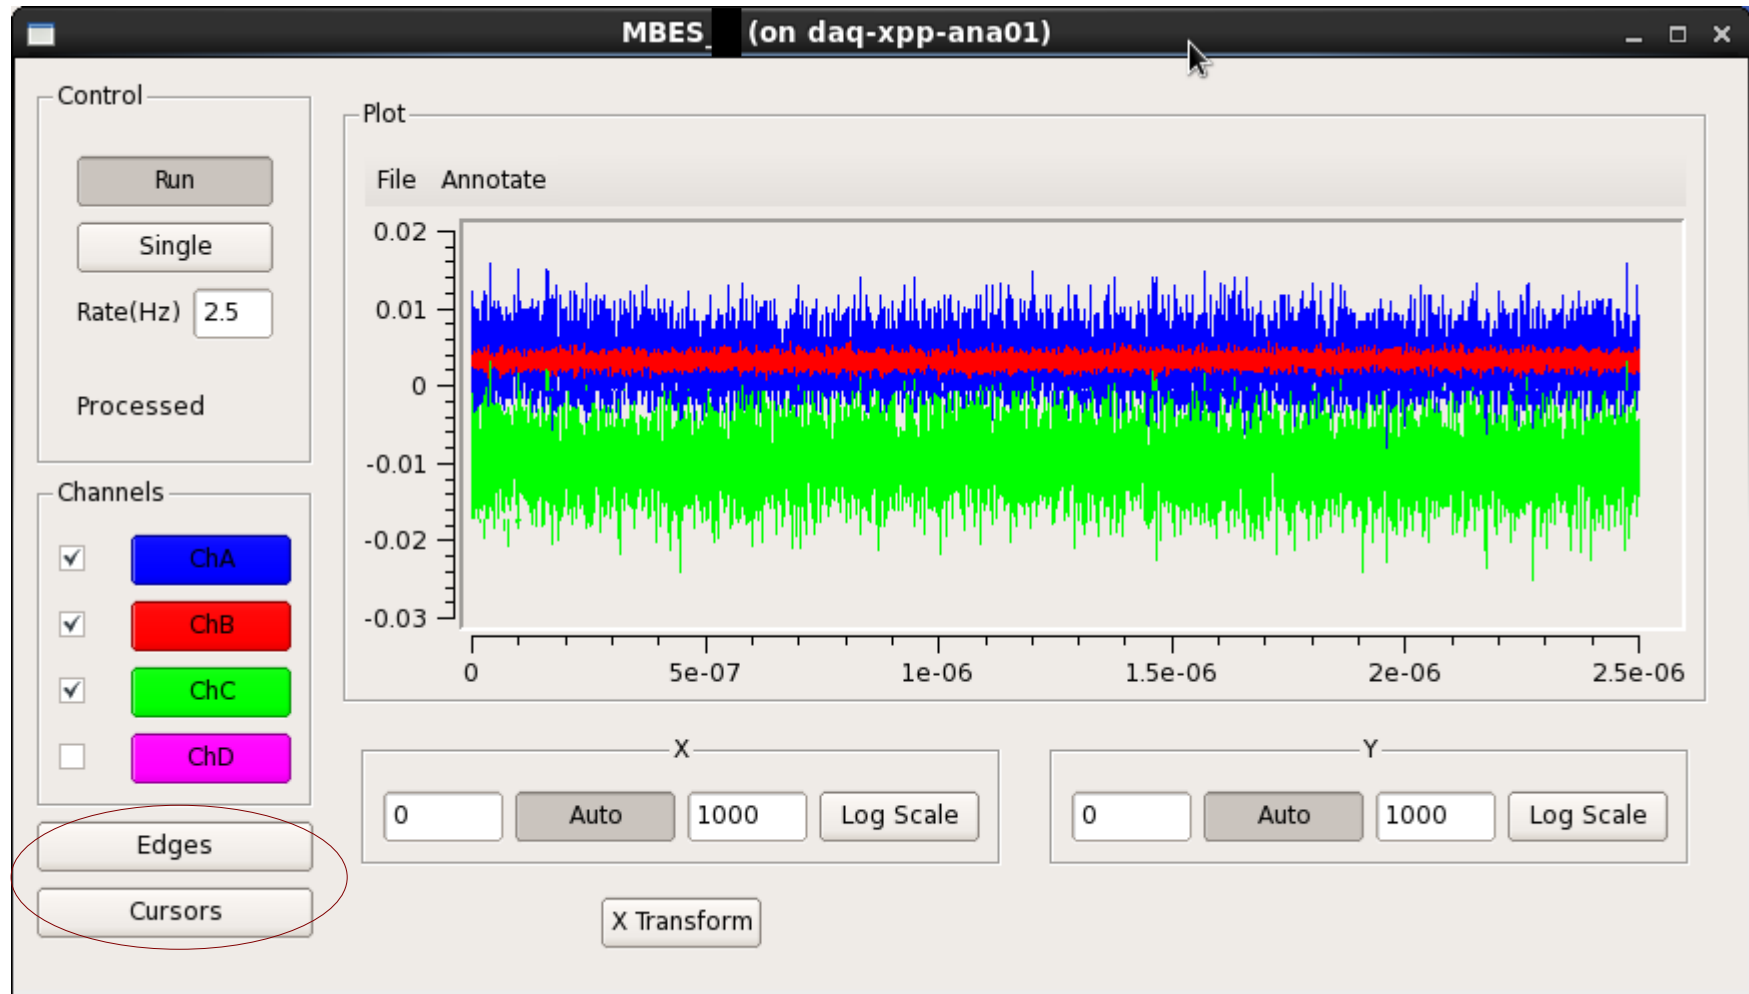 MBES_ (on daq-xpp-ana01)
Control
Run
Single
Rate(Hz) 2.5
Processed
Channels
ChA
ChB
ChC
ChD
Edges
Cursors
Plot
File Annotate
0.02
0.01
0
-0.01
-0.02
-0.03
0 5e-07 1e-06 1.5e-06 2e-06 2.5e-06
X
0 Auto 1000 Log Scale
Y
0 Auto 1000 Log Scale
X Transform